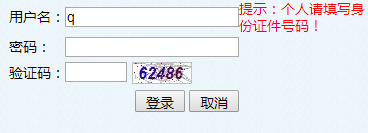 用户名：q
提示：个人请填写身
份证件号码！
密码：
验证码： 62486
登录 取消